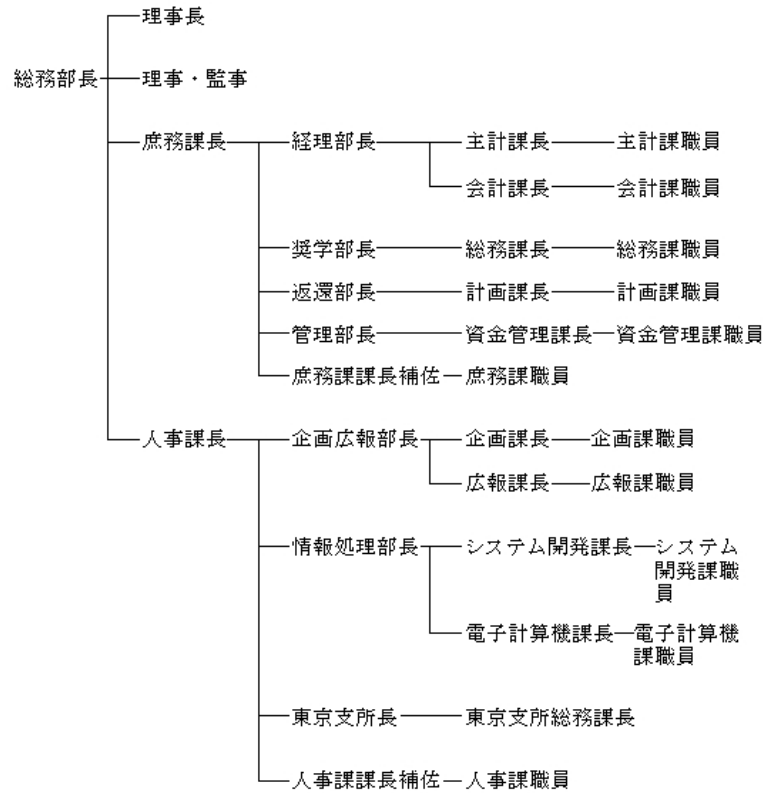 理事長
総務部長 理事・監事
庶務課長 経理部長 主計課長 主計課職員
会計課長 会計課職員
奨学部長 総務課長 総務課職員
返還部長 計画課長 計画課職員
管理部長 資金管理課長 資金管理課職員
庶務課課長補佐 庶務課職員
人事課長 企画広報部長 企画課長 企画課職員
広報課長 広報課職員
情報処理部長 システム開発課長 システム
開発課職
員
電子計算機課長 電子計算機
課職員
東京支所長 東京支所総務課長
人事課課長補佐 人事課職員